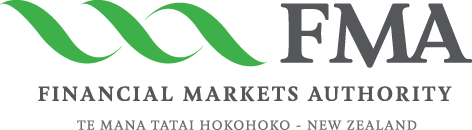 FMA
FINANCIAL MARKETS AUTHORITY
TE MANA TATAI HOKOHOKO - NEW ZEALAND